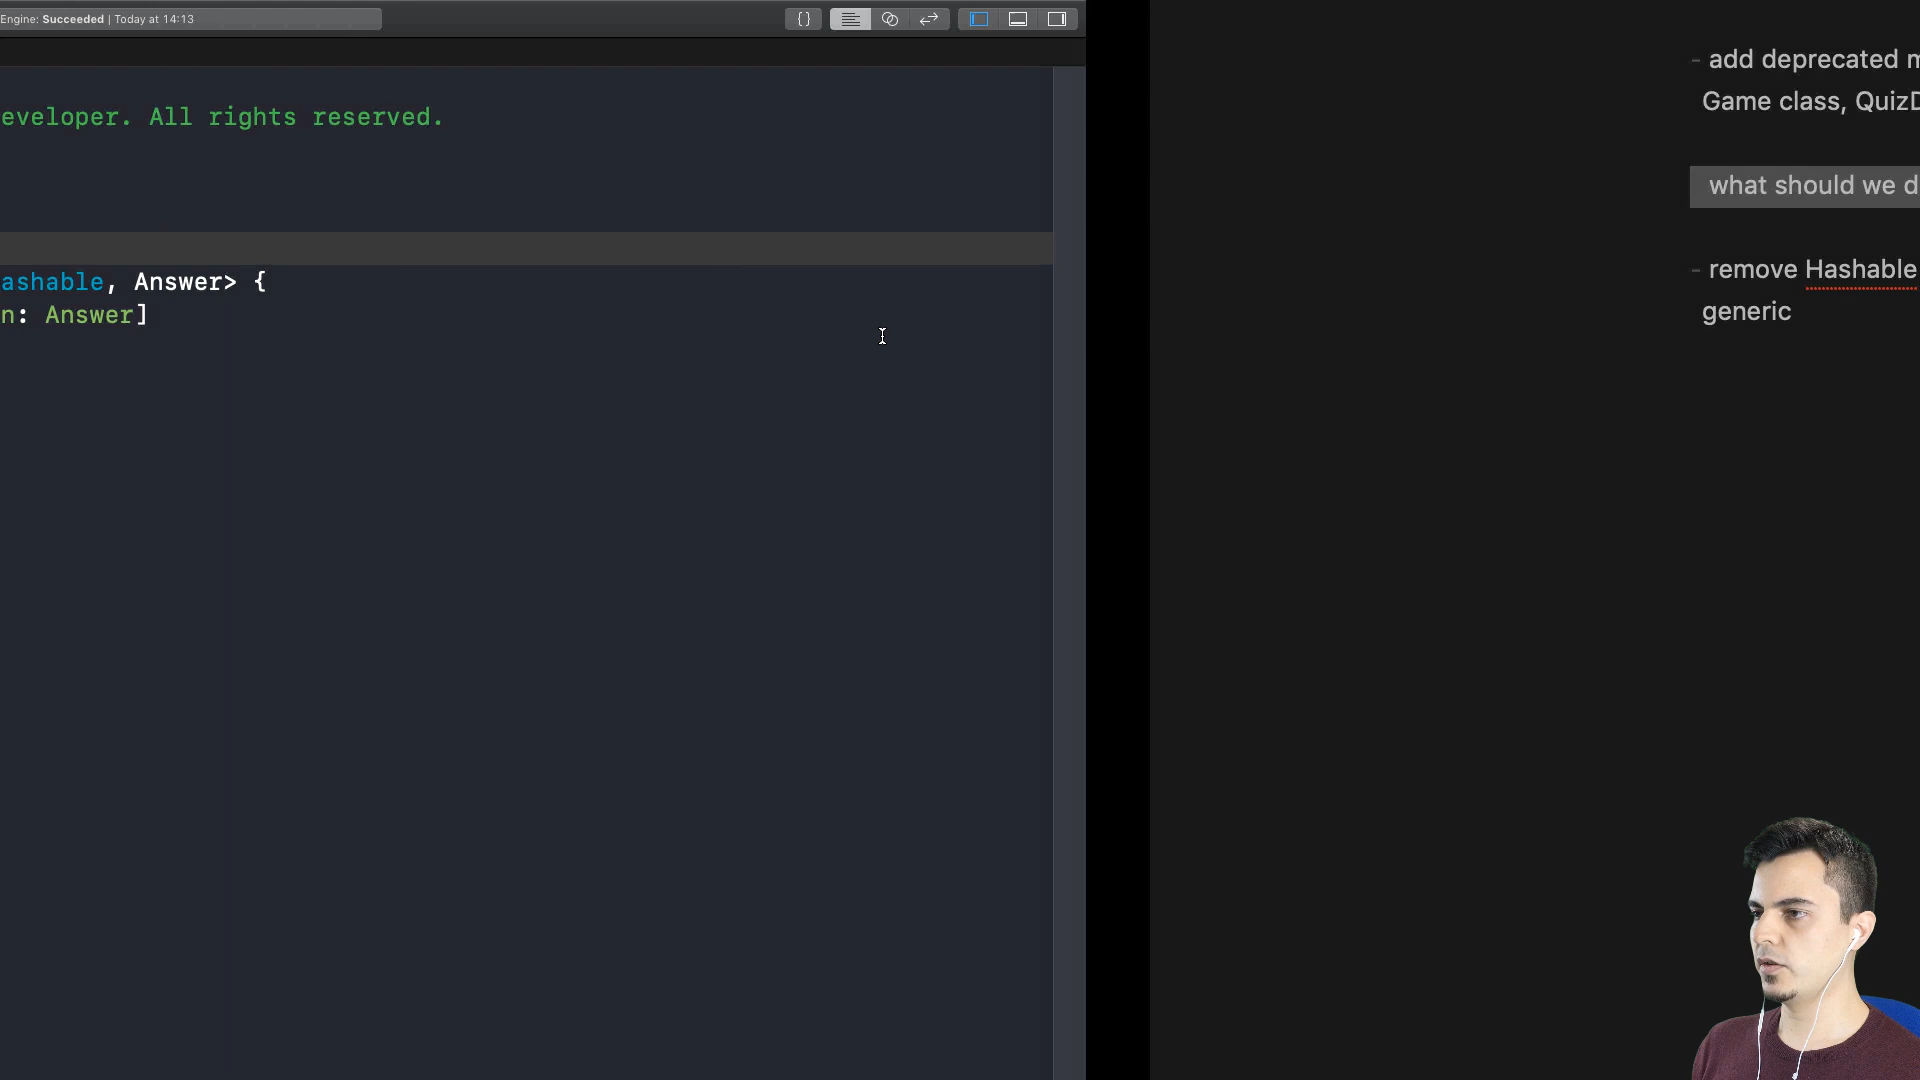 Engine: Succeeded | Today at 14:13
eveloper. All rights reserved.
ashable, Answer> {
n: Answer]
- add deprecated m
Game class, QuizD
what should we d
- remove Hashable
generic